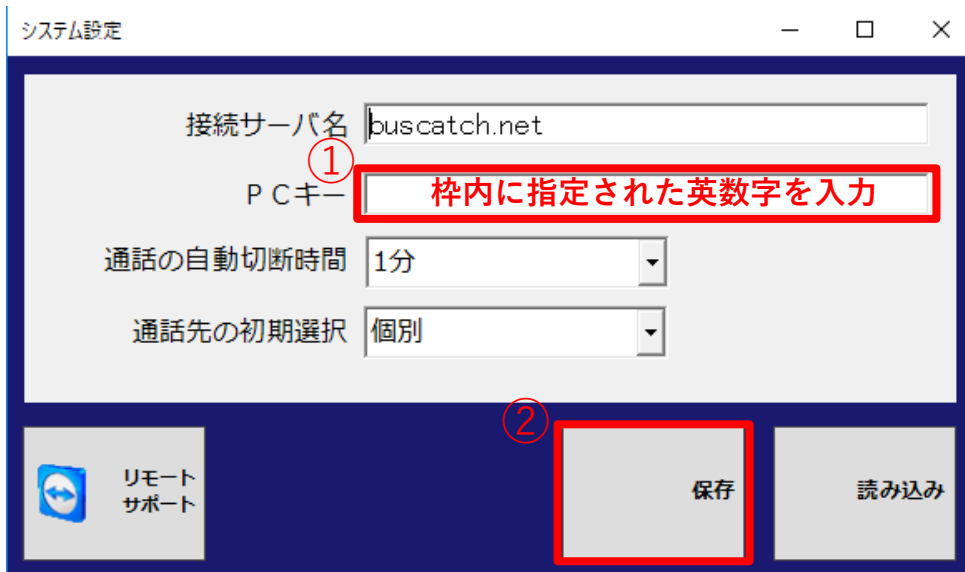 システム設定
接続サーバ名 buscatch.net
①
PCキー 枠内に指定された英数字を入力
通話の自動切断時間 1分
通話先の初期選択 個別
②
リモート
サポート
保存
読み込み